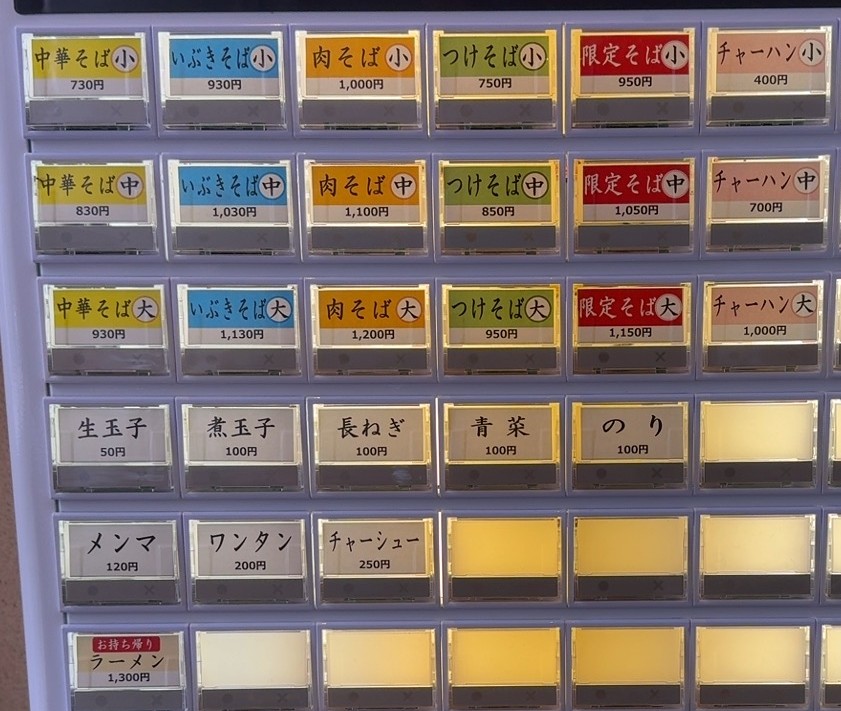 中華そば小
730円
いぶきそば小
930円
肉そば小
1,000円
つけそば小
750円
限定そば小
950円
チャーハン小
400円
中華そば中
830円
いぶきそば中
1,030円
肉そば中
1,100円
つけそば中
850円
限定そば中
1,050円
チャーハン中
700円
中華そば大
930円
いぶきそば大
1,130円
肉そば大
1,200円
つけそば大
950円
限定そば大
1,150円
チャーハン大
1,000円
生玉子
50円
煮玉子
100円
長ねぎ
100円
青菜
100円
のり
100円
メンマ
120円
ワンタン
200円
チャーシュー
250円
お持ち帰り
ラーメン
1,300円